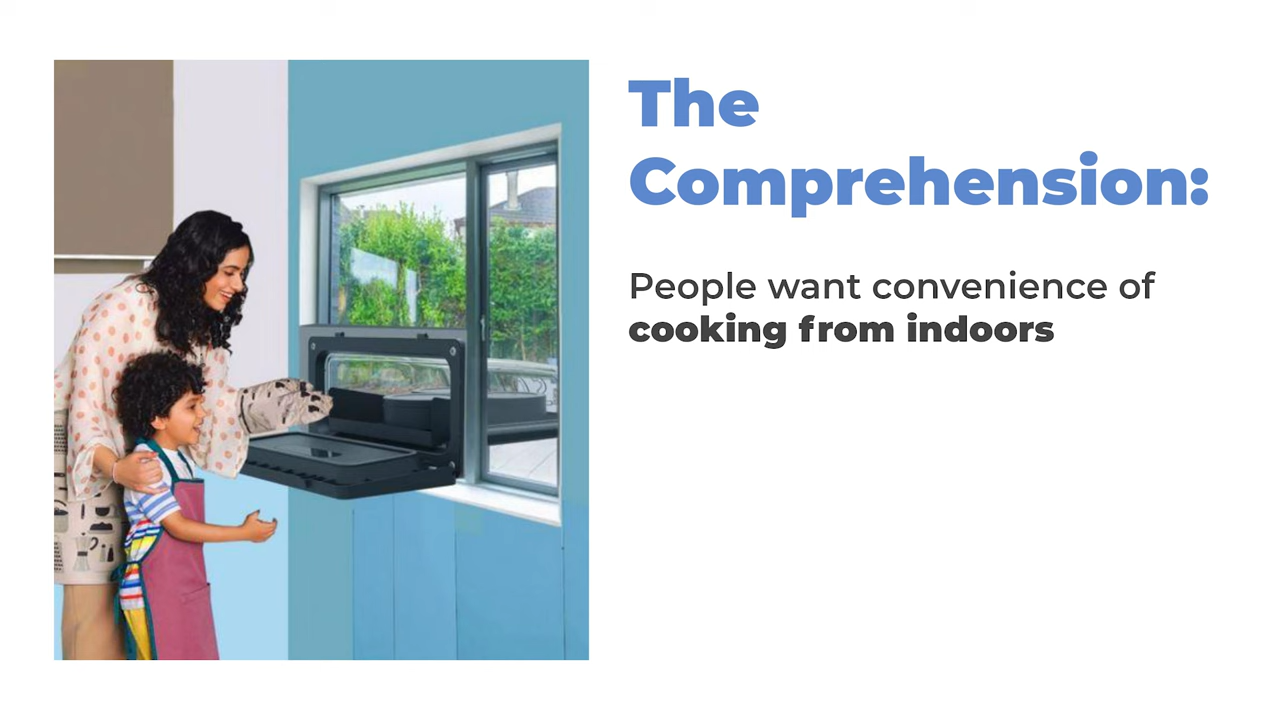 The
Comprehension:
People want convenience of
cooking from indoors